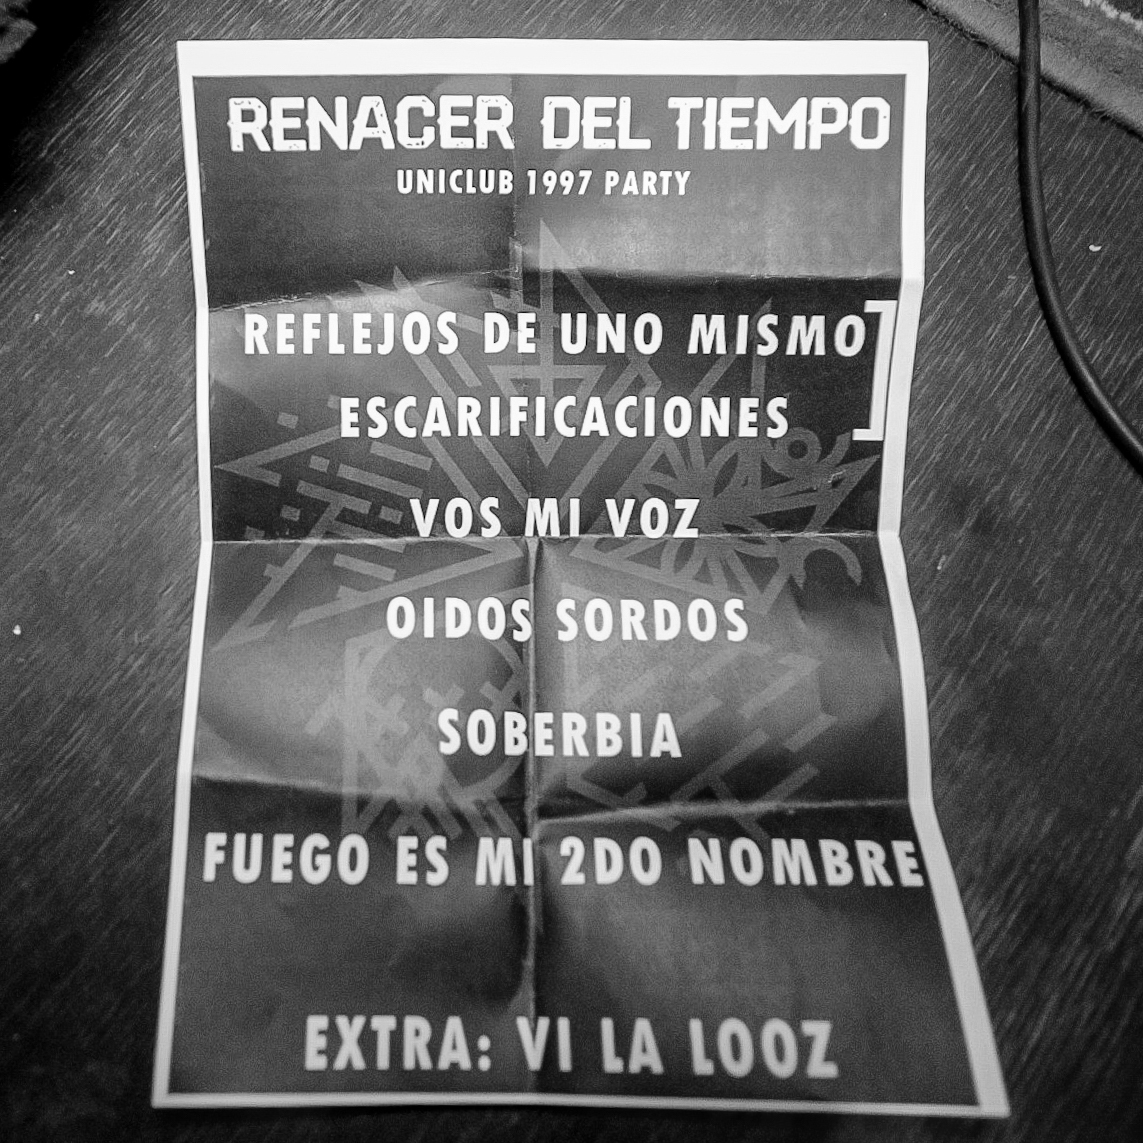 RENACER DEL TIEMPO
UNICLUB 1997 PARTY
REFLEJOS DE UNO MISMO
ESCARIFICACIONES
VOS MI VOZ
OIDOS SORDOS
SOBERBIA
FUEGO ES MI 2DO NOMBRE
EXTRA: VI LA LOOZ